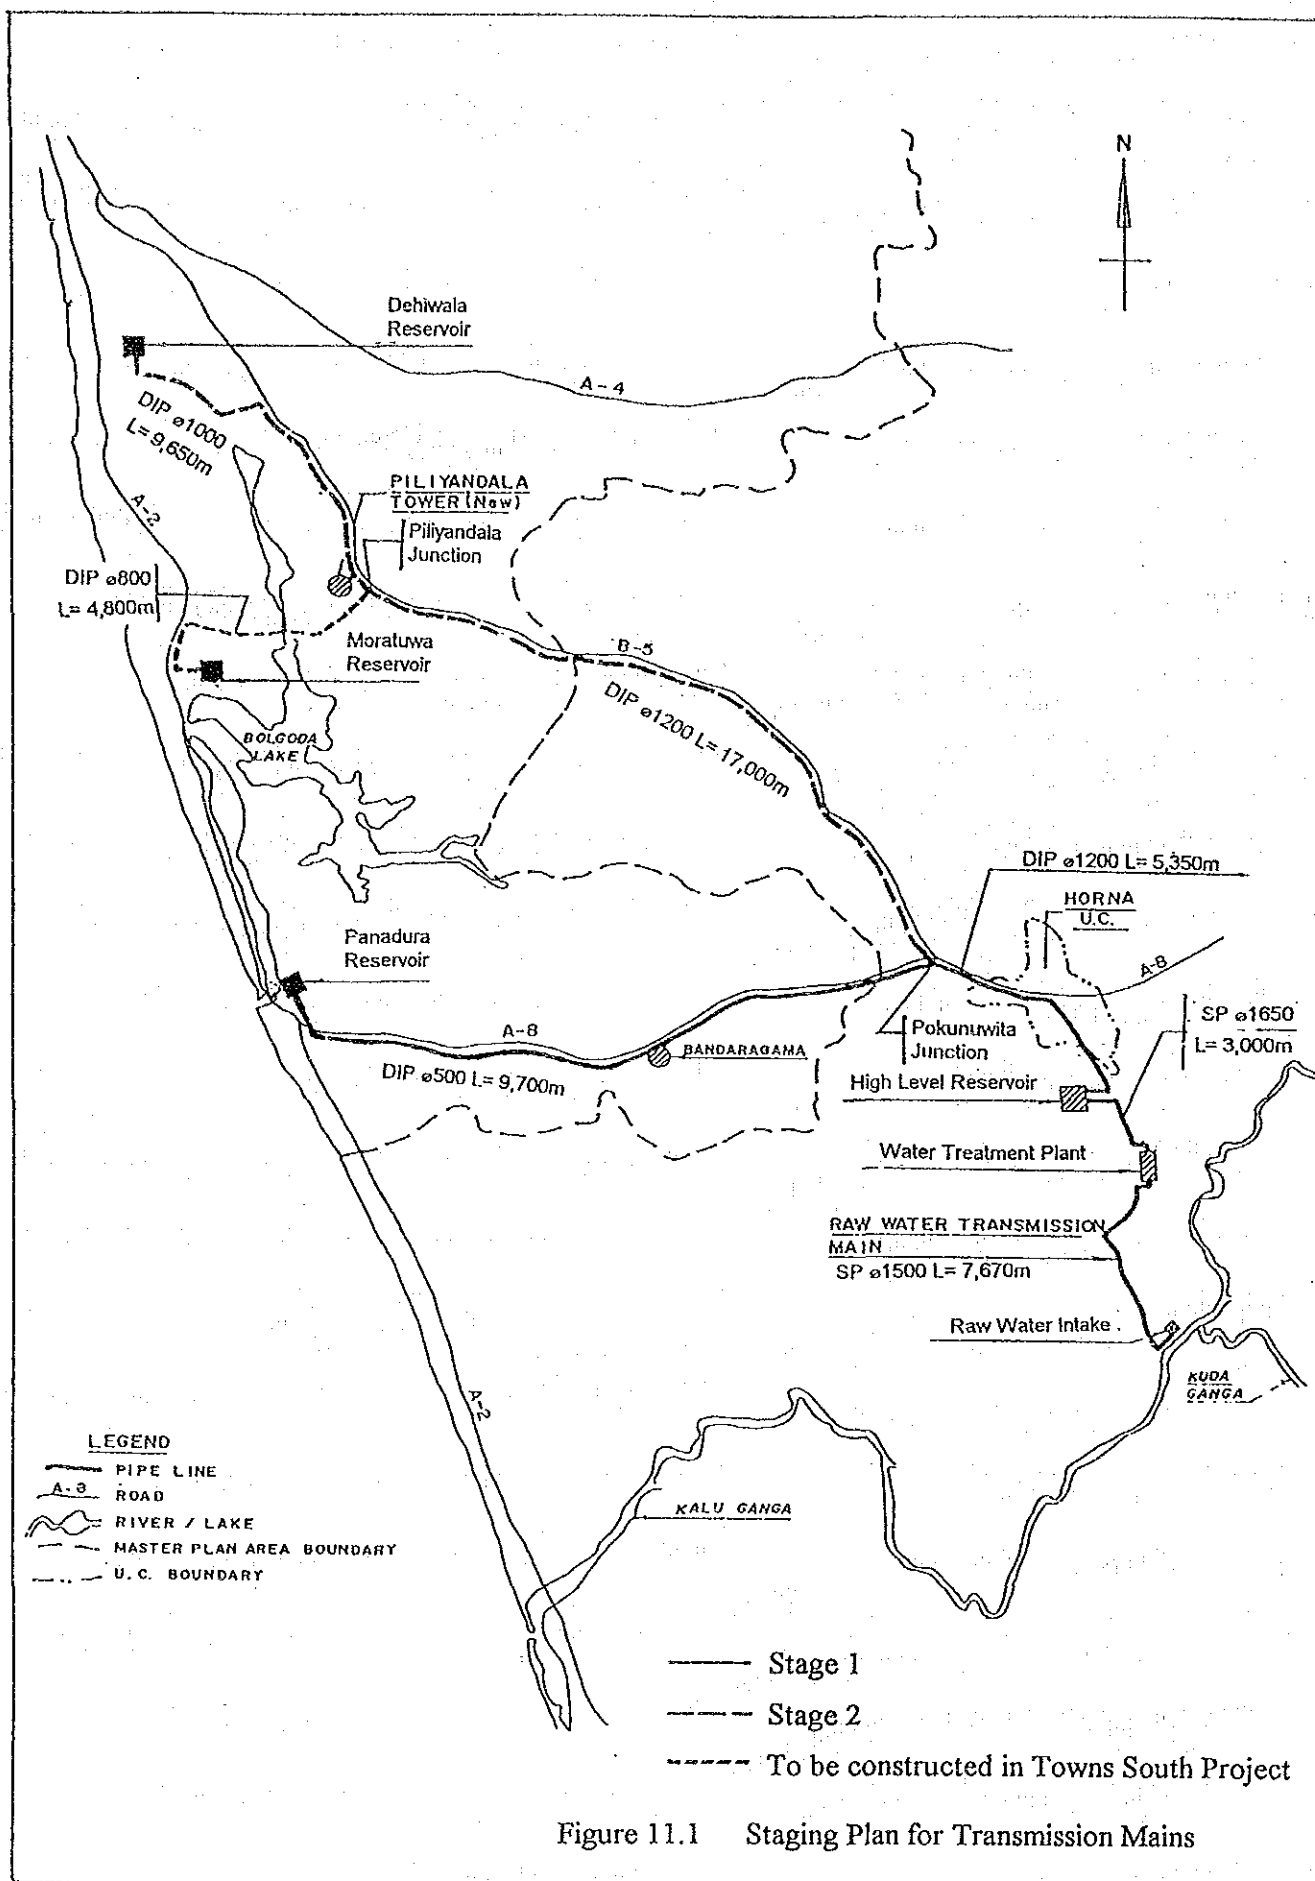 N
Dehiwala
Reservoir
A-4
DIP ø1000
L= 9,650m
A-2
PILIYANDALA
TOWER (New)
Piliyandala
Junction
DIP ø800
L= 4,800m
Moratuwa
Reservoir
B-5
DIP ø1200 L= 17,000m
BOLGODA
LAKE
DIP ø1200 L= 5,350m
HORNA
U.C.
A-8
Panadura
Reservoir
SP ø1650
L= 3,000m
A-8
Pokunuwita
Junction
BANDARAGAMA
DIP ø500 L= 9,700m
High Level Reservoir
Water Treatment Plant
RAW WATER TRANSMISSION
MAIN
SP ø1500 L= 7,670m
Raw Water Intake
KUDA
GANGA
A-2
LEGEND
PIPE LINE
A-8 ROAD
RIVER / LAKE
MASTER PLAN AREA BOUNDARY
U.C. BOUNDARY
KALU GANGA
Stage 1
Stage 2
To be constructed in Towns South Project
Figure 11.1 Staging Plan for Transmission Mains